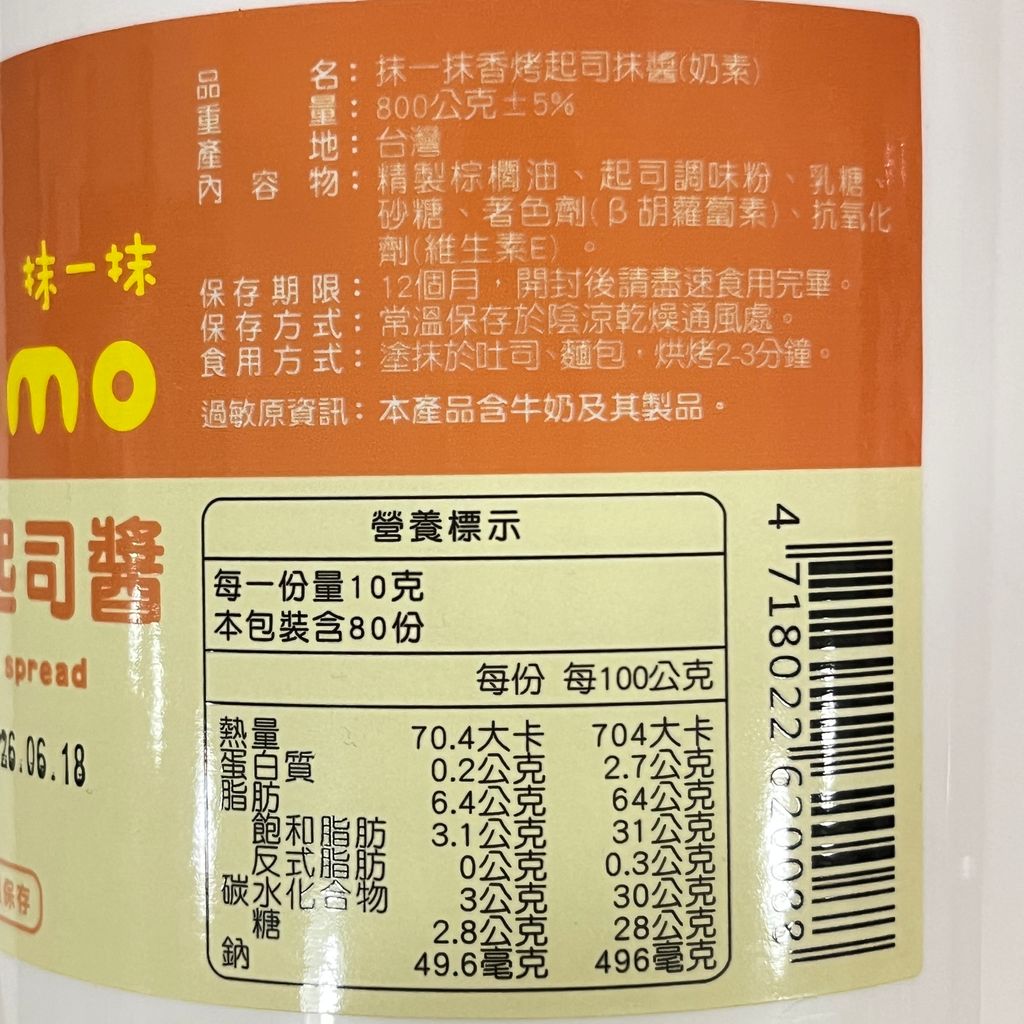 品名：抹一抹香烤起司抹醬(奶素)
重量：800公克±5%
產地：台灣
內容物：精製棕櫚油、起司調味粉、乳糖、
砂糖、著色劑(β胡蘿蔔素)、抗氧化
劑(維生素E)。
保存期限：12個月，開封後請盡速食用完畢。
保存方式：常溫保存於陰涼乾燥通風處。
食用方式：塗抹於吐司、麵包，烘烤2-3分鐘。
過敏原資訊：本產品含牛奶及其製品。
抹一抹
mo
起司醬
spread
26.06.18
保存
營養標示
每一份量10克
本包裝含80份
每份 每100公克
熱量 70.4大卡 704大卡
蛋白質 0.2公克 2.7公克
脂肪 6.4公克 64公克
飽和脂肪 3.1公克 31公克
反式脂肪 0公克 0.3公克
碳水化合物 3公克 30公克
糖 2.8公克 28公克
鈉 49.6毫克 496毫克
4 718022 620088